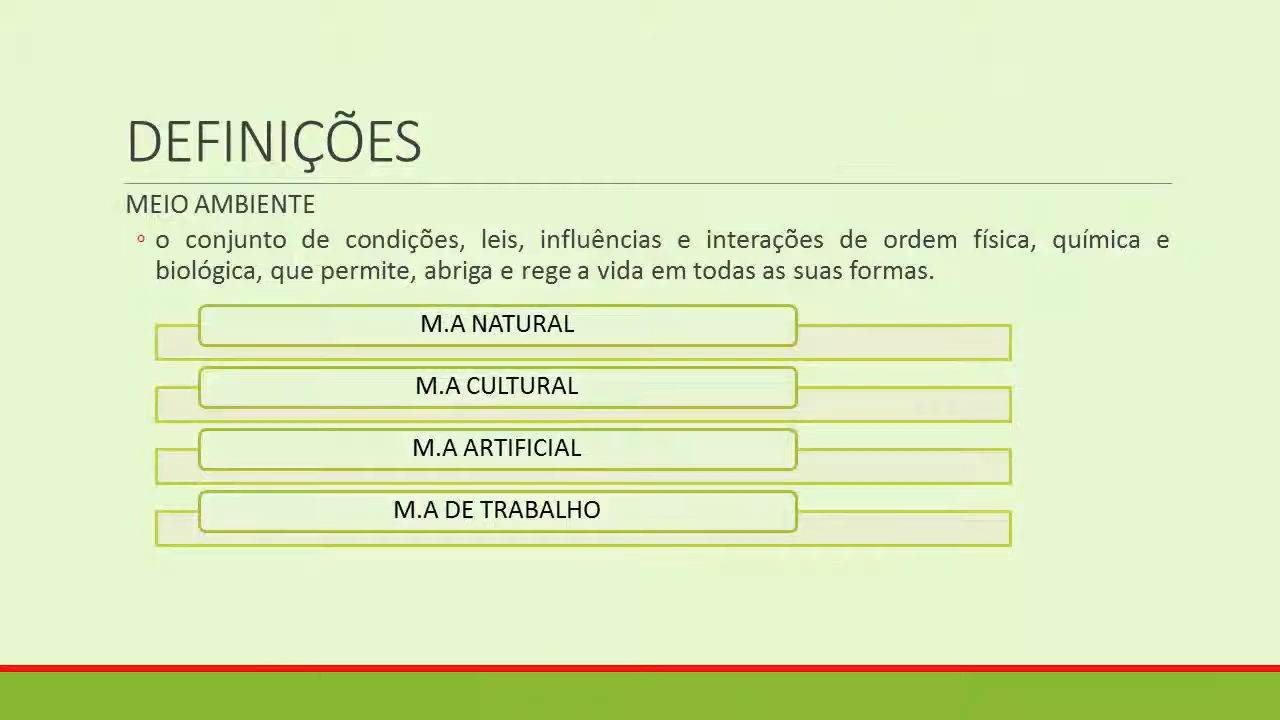 DEFINIÇÕES
MEIO AMBIENTE
o conjunto de condições, leis, influências e interações de ordem física, química e
biológica, que permite, abriga e rege a vida em todas as suas formas.
M.A NATURAL
M.A CULTURAL
M.A ARTIFICIAL
M.A DE TRABALHO